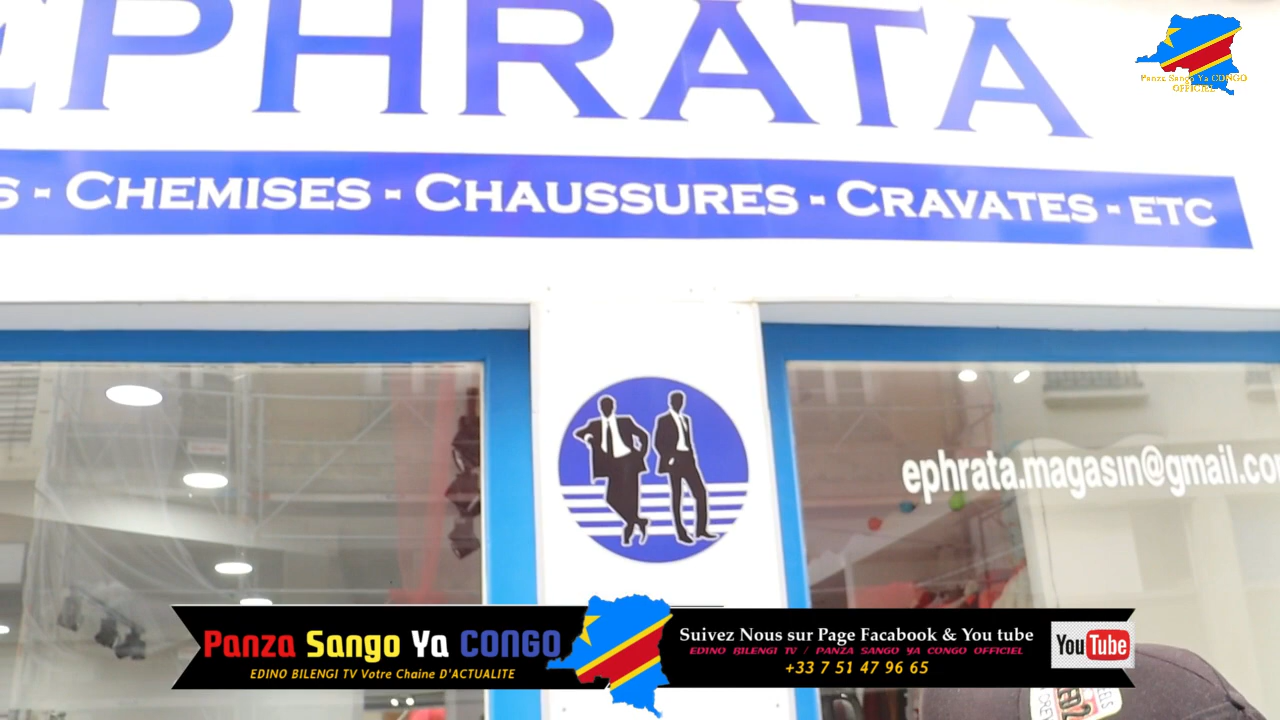 EPHRATA
S - CHEMISES - CHAUSSURES - CRAVATES - ETC
ephrata.magasin@gmail.co
Panza Sango Ya CONGO
OFFICIEL
Panza Sango Ya CONGO
EDINO BILENGI TV Votre Chaine D'ACTUALITE
Suivez Nous sur Page Facabook & You tube
EDINO BILENGI TV / PANZA SANGO YA CONGO OFFICIEL
+33 7 51 47 96 65
YouTube